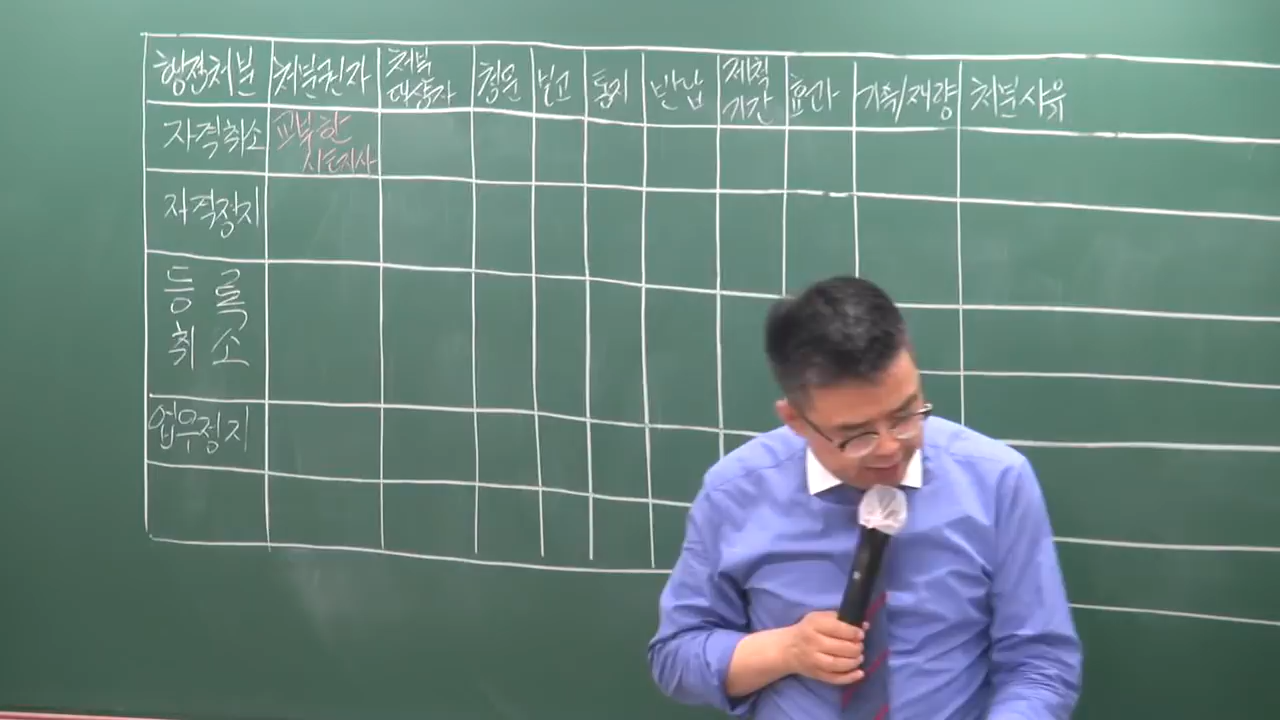 행정처분 처분권자 처분 대상자 청문 보고 통지 반납 제척 기간 효과 기속/재량 처분사유
자격취소 교부한 시·도지사
자격정지
등록
취소
업무정지